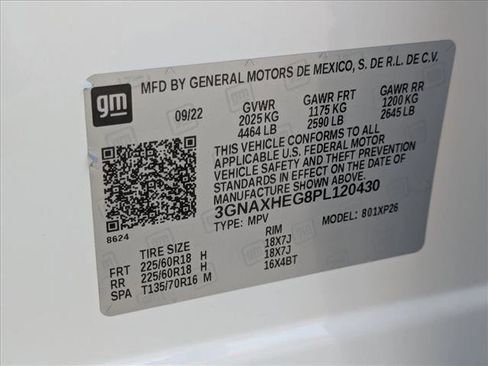 gm
MFD BY GENERAL MOTORS DE MEXICO, S. DE R.L. DE C.V.
09/22 GVWR GAWR FRT GAWR RR
2025 KG 1175 KG 1200 KG
4464 LB 2590 LB 2645 LB
THIS VEHICLE CONFORMS TO ALL
APPLICABLE U.S. FEDERAL MOTOR
VEHICLE SAFETY AND THEFT PREVENTION
STANDARDS IN EFFECT ON THE DATE OF
MANUFACTURE SHOWN ABOVE.
3GNAXHEG8PL120430
TYPE: MPV MODEL: 801XP26
8624
TIRE SIZE RIM
FRT 225/60R18 H 18X7J
RR 225/60R18 H 18X7J
SPA T135/70R16 M 16X4BT